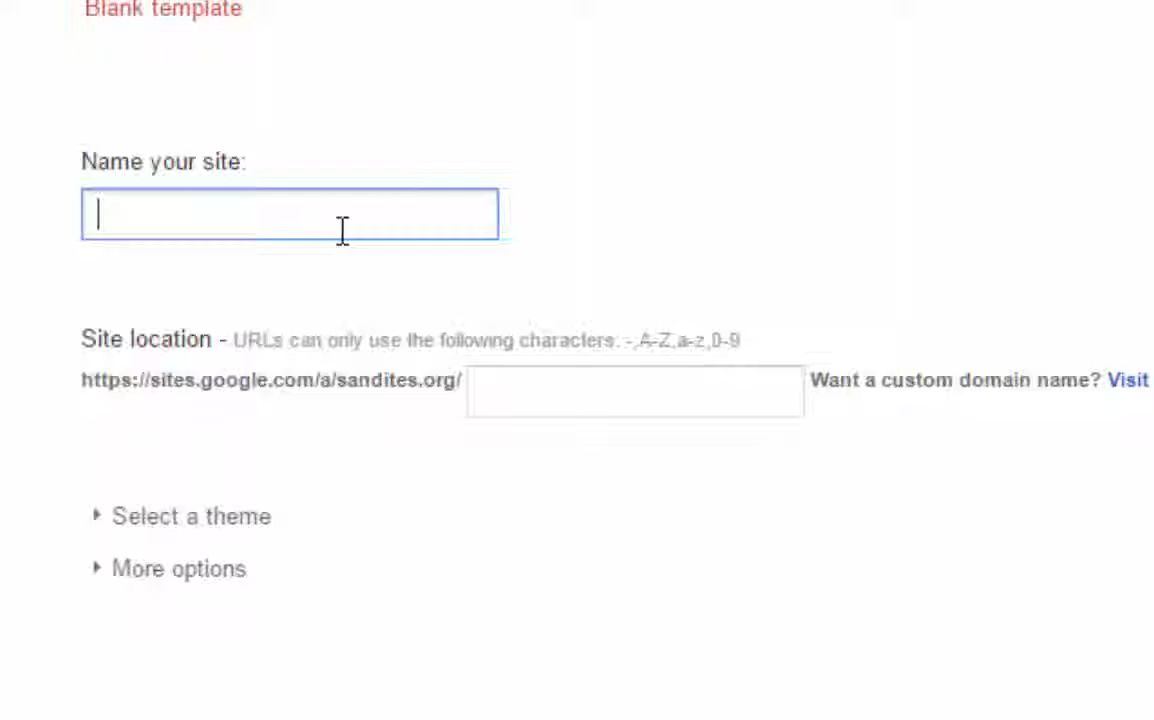 Blank template
Name your site:
Site location - URLs can only use the following characters: -,A-Z,a-z,0-9
https://sites.google.com/a/sandites.org/ Want a custom domain name? Visit
Select a theme
More options